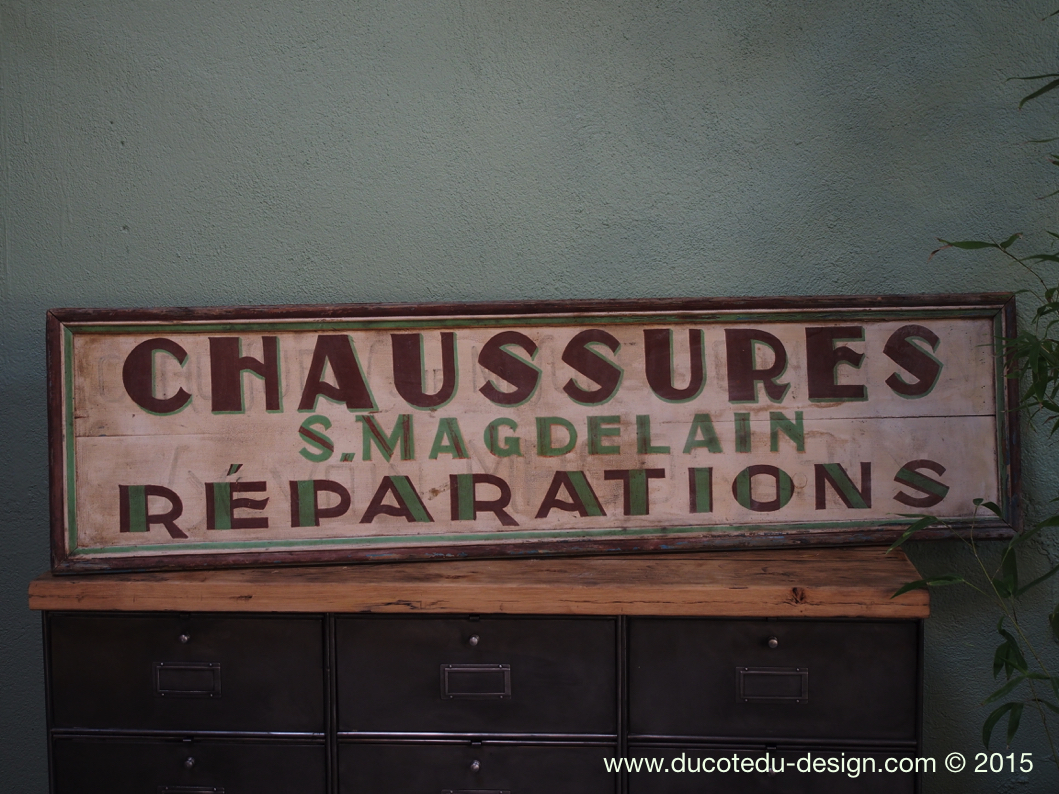 CHAUSSURES
S. MAGDELAIN
RÉPARATIONS
www.ducotedu-design.com © 2015